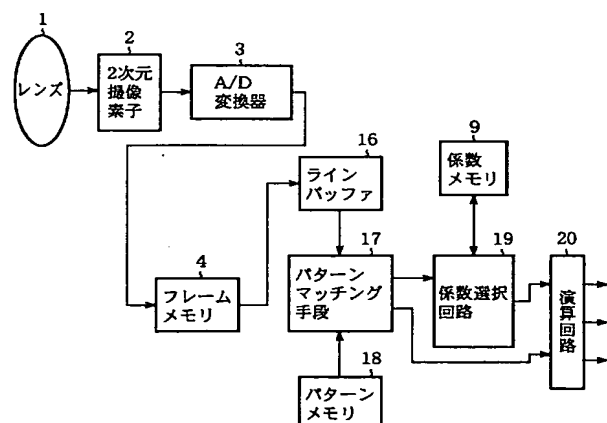 1
レンズ
2
2次元
撮像
素子
3
A/D
変換器
16
ライン
バッファ
9
係数
メモリ
4
フレーム
メモリ
17
パターン
マッチング
手段
19
係数選択
回路
20
演算回路
18
パターン
メモリ